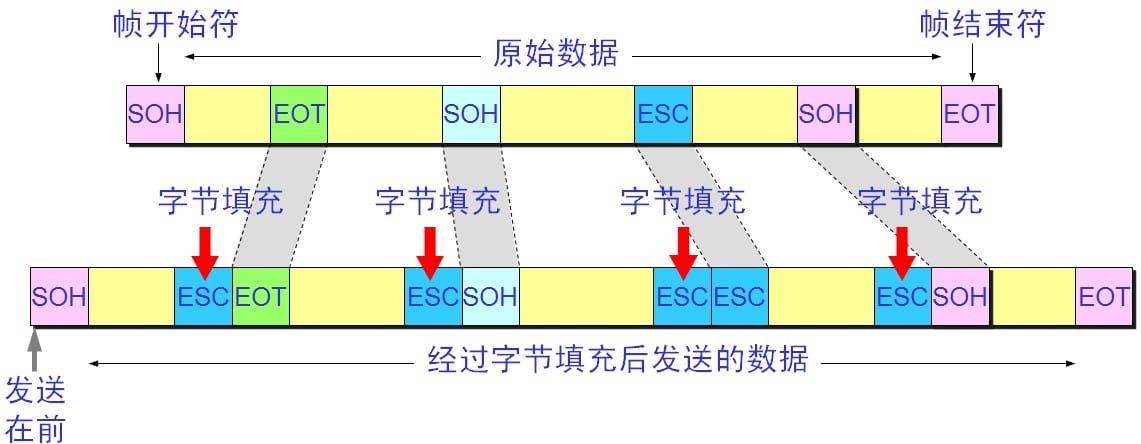 帧开始符
原始数据
帧结束符
SOH EOT SOH ESC SOH EOT
字节填充 字节填充 字节填充 字节填充
SOH ESC EOT ESC SOH ESC ESC ESC SOH EOT
经过字节填充后发送的数据
发送
在前